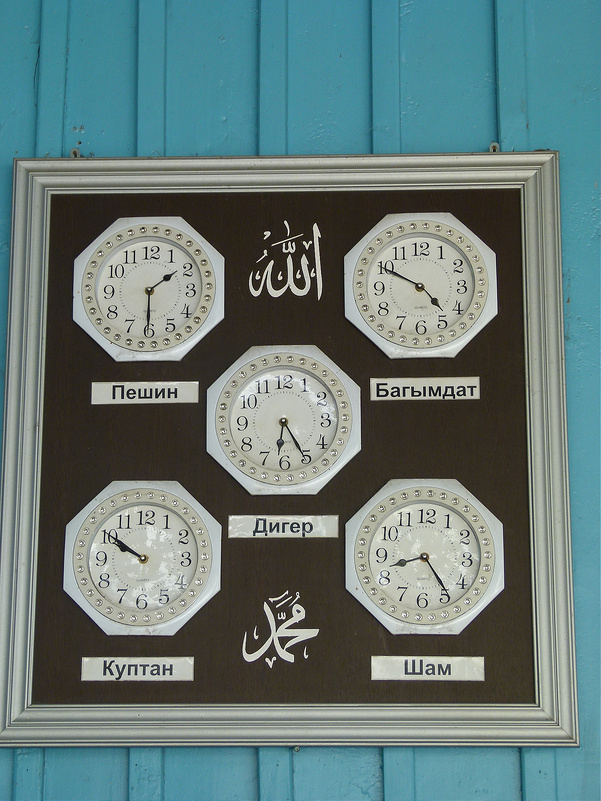 الله
Пешин
Багымдат
Дигер
محمد
Куптан
Шам